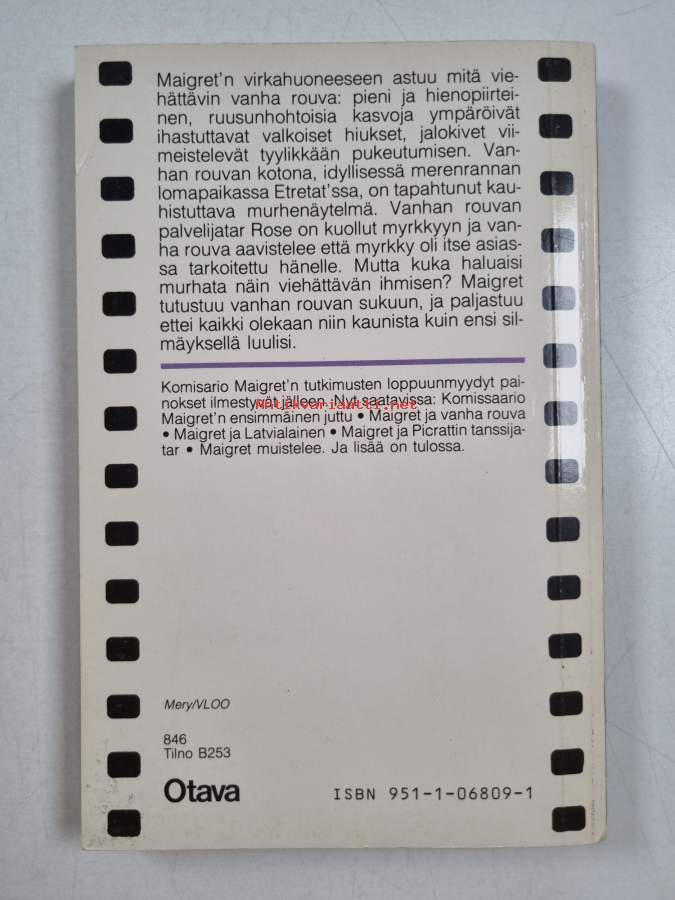 Maigret'n virkahuoneeseen astuu mitä vie-
hättävin vanha rouva: pieni ja hienopiirtei-
nen, ruusunhohtoisia kasvoja ympäröivät
ihastuttavat valkoiset hiukset, jalokivet vii-
meistelevät tyylikkään pukeutumisen. Van-
han rouvan kotona, idyllisessä merenrannan
lomapaikassa Etretat'ssa, on tapahtunut kau-
histuttava murhenäytelmä. Vanhan rouvan
palvelijatar Rose on kuollut myrkkyyn ja van-
ha rouva aavistelee että myrkky oli itse asias-
sa tarkoitettu hänelle. Mutta kuka haluaisi
murhata näin viehättävän ihmisen? Maigret
tutustuu vanhan rouvan sukuun, ja paljastuu
ettei kaikki olekaan niin kaunista kuin ensi sil-
mäyksellä luulisi.
Komisario Maigret'n tutkimusten loppuunmyydyt pai-
nokset ilmestyvät jälleen. Nyt saatavissa: Komissaario
Antikvariaatti.net
Maigret'n ensimmäinen juttu • Maigret ja vanha rouva
• Maigret ja Latvialainen • Maigret ja Picrattin tanssija-
tar • Maigret muistelee. Ja lisää on tulossa.
Mery/VLOO
846
Tilno B253
Otava
ISBN 951-1-06809-1